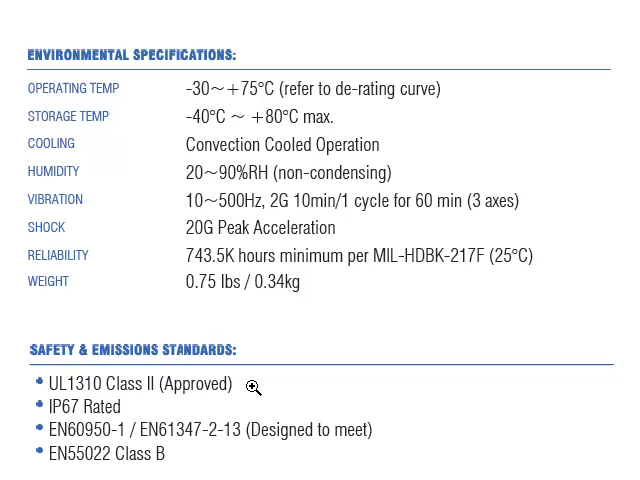 ENVIRONMENTAL SPECIFICATIONS:
OPERATING TEMP -30~+75°C (refer to de-rating curve)
STORAGE TEMP -40°C ~ +80°C max.
COOLING Convection Cooled Operation
HUMIDITY 20~90%RH (non-condensing)
VIBRATION 10~500Hz, 2G 10min/1 cycle for 60 min (3 axes)
SHOCK 20G Peak Acceleration
RELIABILITY 743.5K hours minimum per MIL-HDBK-217F (25°C)
WEIGHT 0.75 lbs / 0.34kg
SAFETY & EMISSIONS STANDARDS:
• UL1310 Class II (Approved)
• IP67 Rated
• EN60950-1 / EN61347-2-13 (Designed to meet)
• EN55022 Class B